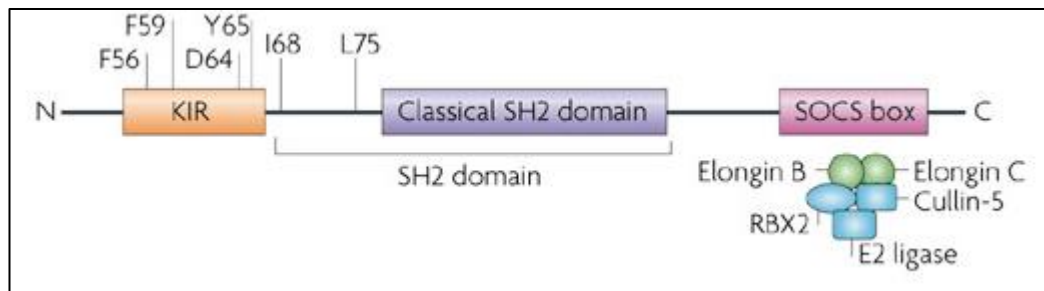 F59
Y65
F56
D64
I68
L75
N
KIR
Classical SH2 domain
SOCS box
C
SH2 domain
Elongin B
Elongin C
Cullin-5
RBX2
E2 ligase